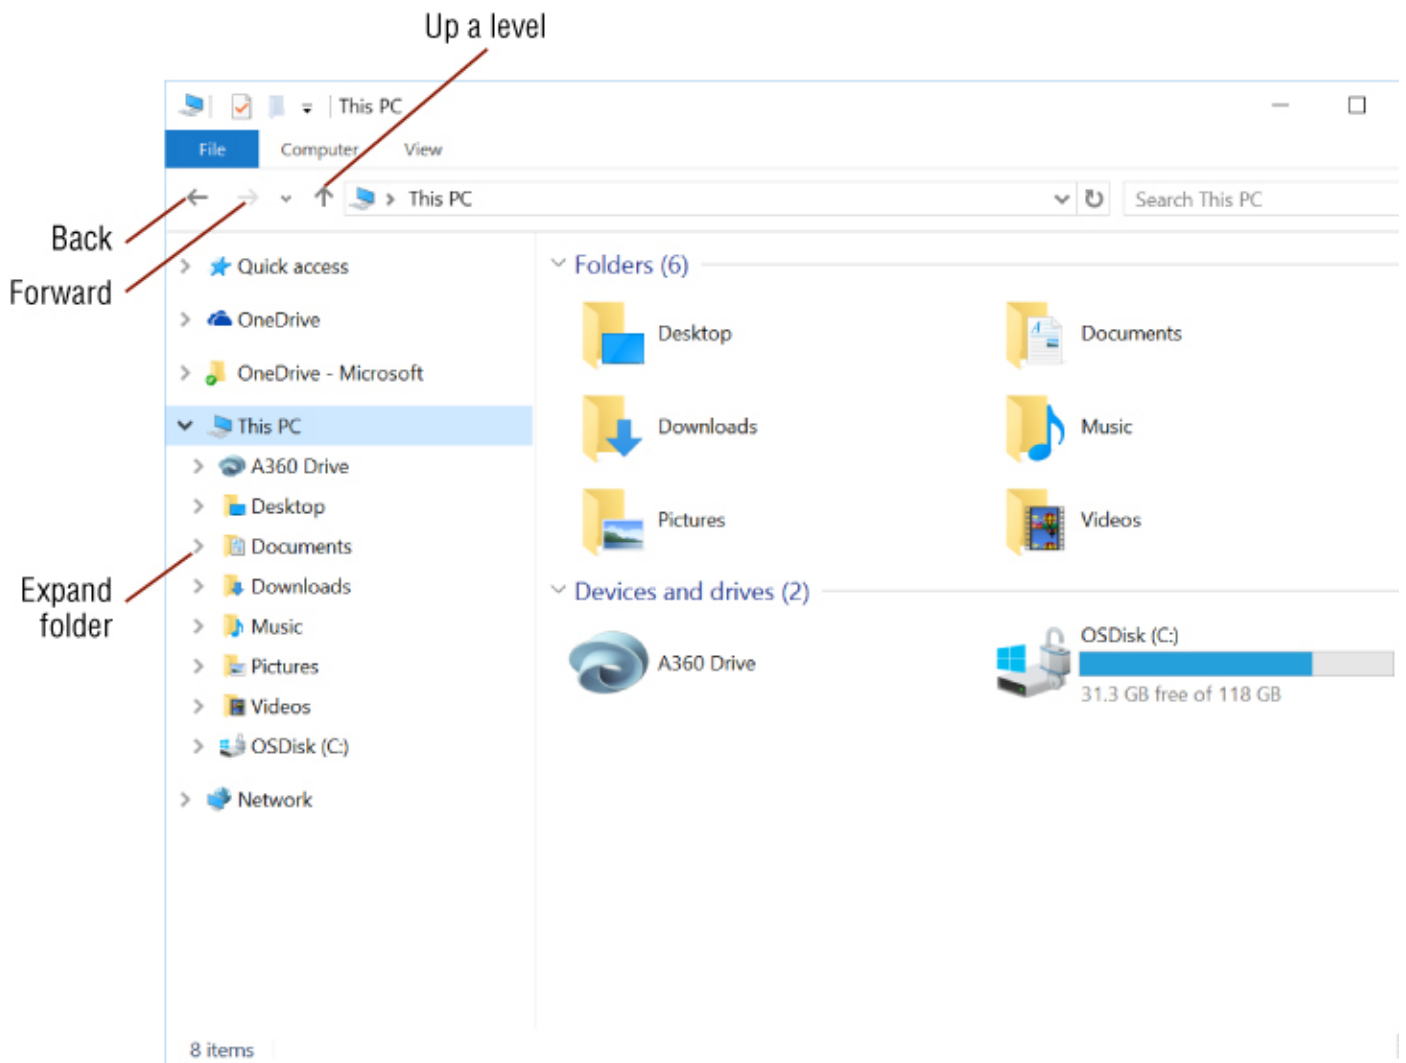 Up a level
This PC
File Computer View
This PC
Search This PC
Back
Forward
Quick access
OneDrive
OneDrive - Microsoft
This PC
A360 Drive
Desktop
Documents
Expand
folder
Downloads
Music
Pictures
Videos
OSDisk (C:)
Network
Folders (6)
Desktop
Documents
Downloads
Music
Pictures
Videos
Devices and drives (2)
A360 Drive
OSDisk (C:)
31.3 GB free of 118 GB
8 items